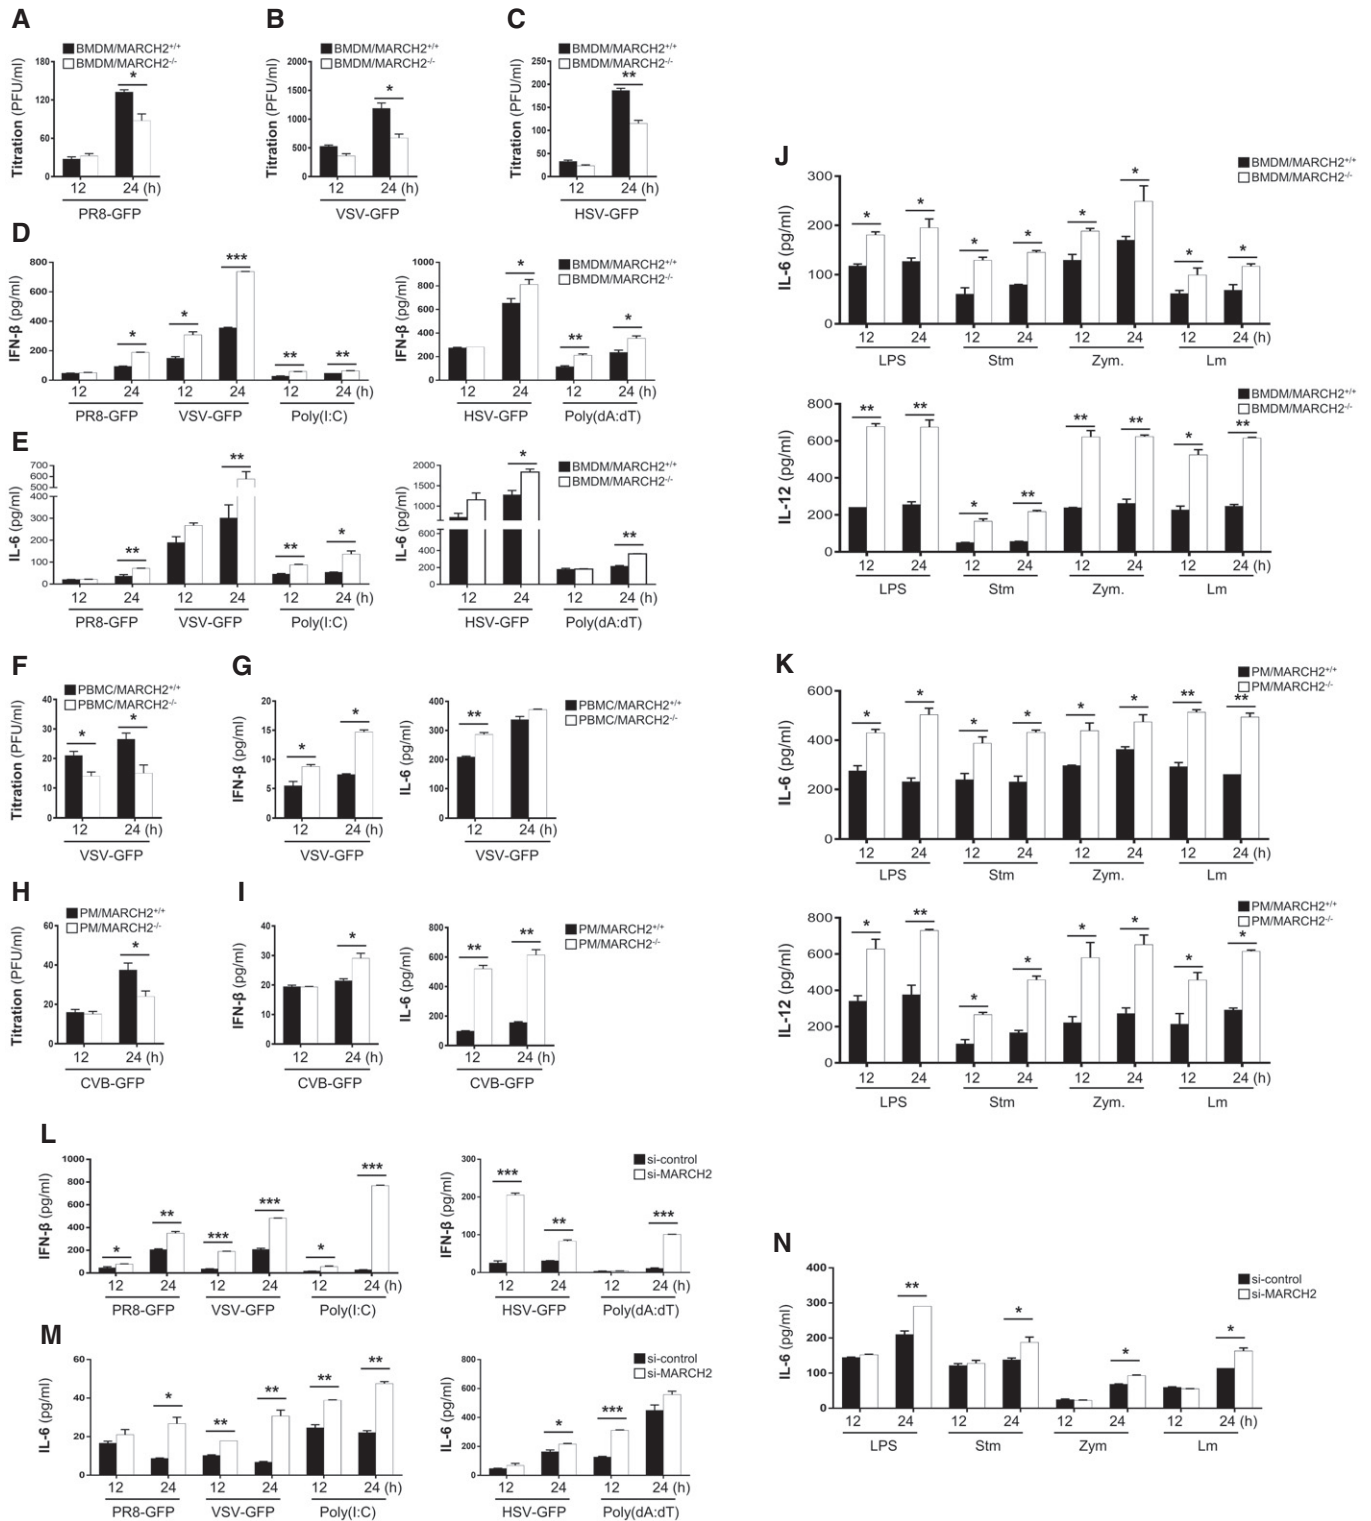 A
BMDM/MARCH2+/+
BMDM/MARCH2-/-
Titration (PFU/ml)
180
120
60
0
*
12 24 (h)
PR8-GFP
B
BMDM/MARCH2+/+
BMDM/MARCH2-/-
Titration (PFU/ml)
2000
1500
1000
500
0
*
12 24 (h)
VSV-GFP
C
BMDM/MARCH2+/+
BMDM/MARCH2-/-
Titration (PFU/ml)
250
200
150
100
50
0
**
12 24 (h)
HSV-GFP
D
IFN-β (pg/ml)
800
600
400
200
0
* * *** ** **
12 24 12 24 12 24 (h)
PR8-GFP VSV-GFP Poly(I:C)
IFN-β (pg/ml)
1000
800
600
400
200
0
* ** *
BMDM/MARCH2+/+
BMDM/MARCH2-/-
12 24 12 24 (h)
HSV-GFP Poly(dA:dT)
E
IL-6 (pg/ml)
700
600
500
400
300
200
100
0
** ** ** *
12 24 12 24 12 24 (h)
PR8-GFP VSV-GFP Poly(I:C)
IL-6 (pg/ml)
2000
1500
1000
600
400
200
0
* **
BMDM/MARCH2+/+
BMDM/MARCH2-/-
12 24 12 24 (h)
HSV-GFP Poly(dA:dT)
F
PBMC/MARCH2+/+
PBMC/MARCH2-/-
Titration (PFU/ml)
40
30
20
10
0
* *
12 24 (h)
VSV-GFP
G
IFN-β (pg/ml)
20
15
10
5
0
* *
12 24 (h)
VSV-GFP
IL-6 (pg/ml)
400
300
200
100
0
**
PBMC/MARCH2+/+
PBMC/MARCH2-/-
12 24 (h)
VSV-GFP
H
PM/MARCH2+/+
PM/MARCH2-/-
Titration (PFU/ml)
60
40
20
0
*
12 24 (h)
CVB-GFP
I
IFN-β (pg/ml)
40
30
20
10
0
*
12 24 (h)
CVB-GFP
IL-6 (pg/ml)
800
600
400
200
0
** **
PM/MARCH2+/+
PM/MARCH2-/-
12 24 (h)
CVB-GFP
J
BMDM/MARCH2+/+
BMDM/MARCH2-/-
IL-6 (pg/ml)
300
200
100
0
* * * * * * * *
12 24 12 24 12 24 12 24 (h)
LPS Stm Zym. Lm
BMDM/MARCH2+/+
BMDM/MARCH2-/-
IL-12 (pg/ml)
800
600
400
200
0
** ** * ** ** ** * **
12 24 12 24 12 24 12 24 (h)
LPS Stm Zym. Lm
K
PM/MARCH2+/+
PM/MARCH2-/-
IL-6 (pg/ml)
600
400
200
0
* * * * * * ** **
12 24 12 24 12 24 12 24 (h)
LPS Stm Zym. Lm
PM/MARCH2+/+
PM/MARCH2-/-
IL-12 (pg/ml)
800
600
400
200
0
* ** * * * * * *
12 24 12 24 12 24 12 24 (h)
LPS Stm Zym. Lm
L
IFN-β (pg/ml)
1000
800
600
400
200
0
* ** *** *** * ***
12 24 12 24 12 24 (h)
PR8-GFP VSV-GFP Poly(I:C)
IFN-β (pg/ml)
300
200
100
0
*** ** ***
si-control
si-MARCH2
12 24 12 24 (h)
HSV-GFP Poly(dA:dT)
M
IL-6 (pg/ml)
60
40
20
0
* ** ** ** **
12 24 12 24 12 24 (h)
PR8-GFP VSV-GFP Poly(I:C)
IL-6 (pg/ml)
800
600
400
200
0
* ***
si-control
si-MARCH2
12 24 12 24 (h)
HSV-GFP Poly(dA:dT)
N
IL-6 (pg/ml)
400
300
200
100
0
** * * *
si-control
si-MARCH2
12 24 12 24 12 24 12 24 (h)
LPS Stm Zym Lm